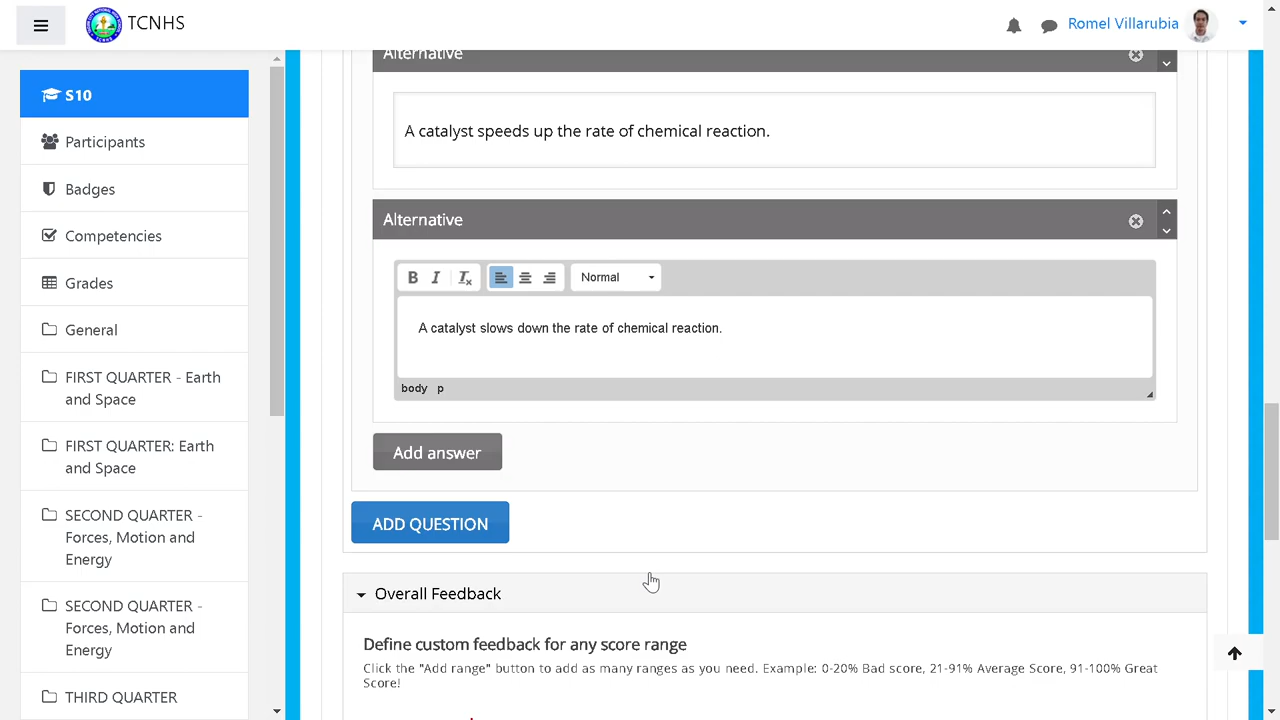 TCNHS
Romel Villarubia
S10
Participants
Badges
Competencies
Grades
General
FIRST QUARTER - Earth
and Space
FIRST QUARTER: Earth
and Space
SECOND QUARTER -
Forces, Motion and
Energy
SECOND QUARTER -
Forces, Motion and
Energy
THIRD QUARTER
Alternative
A catalyst speeds up the rate of chemical reaction.
Alternative
B I Tx Normal
A catalyst slows down the rate of chemical reaction.
body p
Add answer
ADD QUESTION
Overall Feedback
Define custom feedback for any score range
Click the "Add range" button to add as many ranges as you need. Example: 0-20% Bad score, 21-91% Average Score, 91-100% Great
Score!